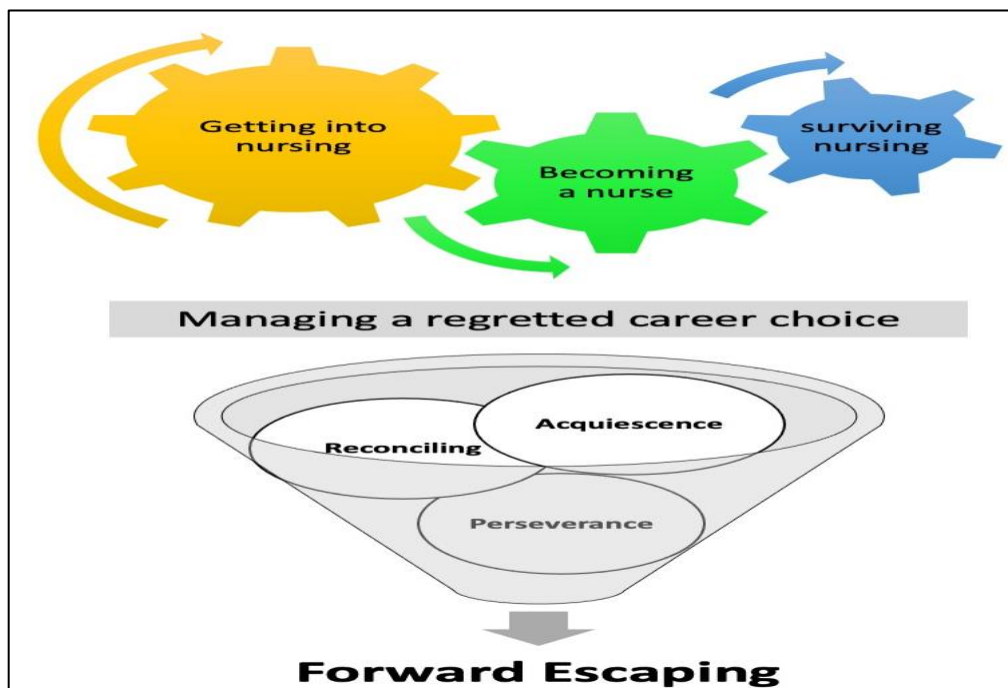 Getting into
nursing
Becoming
a nurse
surviving
nursing
Managing a regretted career choice
Acquiescence
Reconciling
Perseverance
Forward Escaping